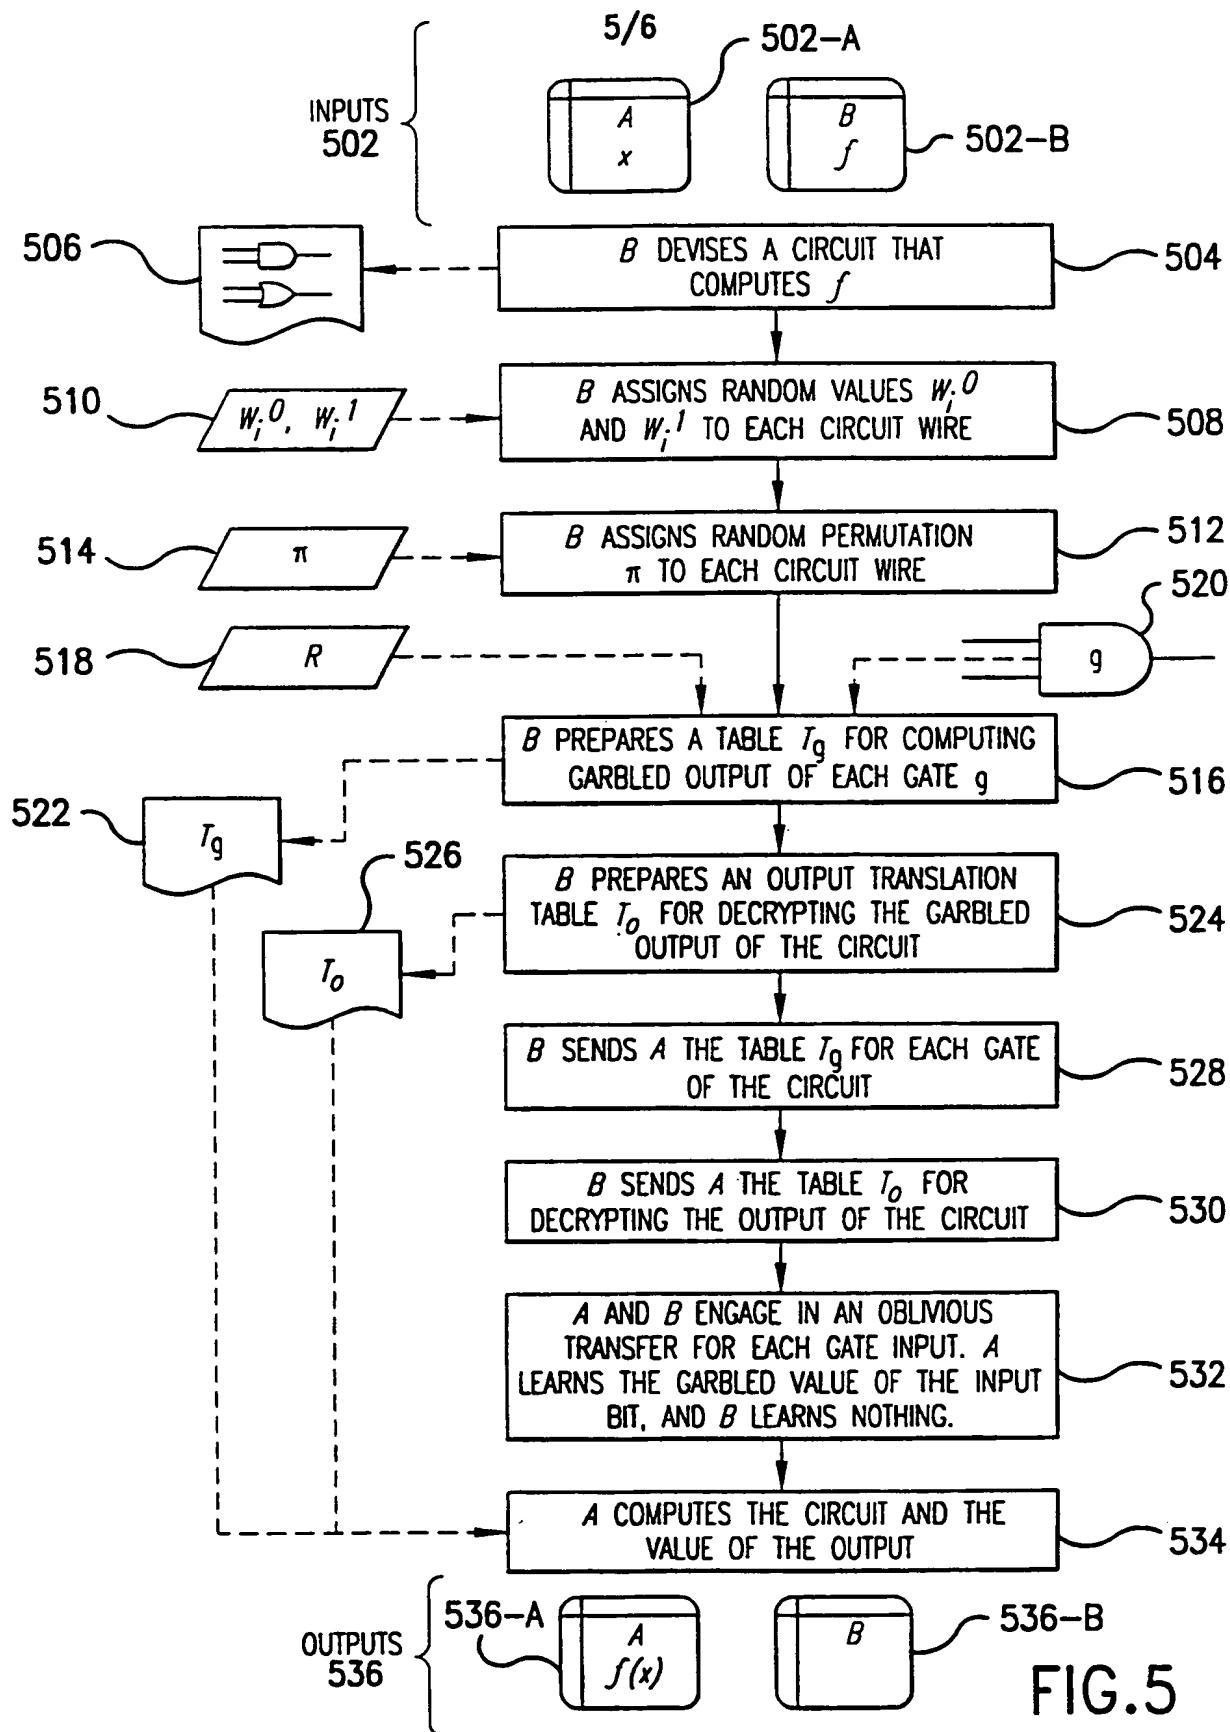 5/6
502-A
INPUTS
502
A
x
B
f
502-B
506
B DEVISES A CIRCUIT THAT
COMPUTES f
504
510
W_i^0, W_i^1
B ASSIGNS RANDOM VALUES W_i^0
AND W_i^1 TO EACH CIRCUIT WIRE
508
514
π
B ASSIGNS RANDOM PERMUTATION
π TO EACH CIRCUIT WIRE
512
520
518
R
g
B PREPARES A TABLE T_g FOR COMPUTING
GARBLED OUTPUT OF EACH GATE g
516
522
T_g
526
B PREPARES AN OUTPUT TRANSLATION
TABLE T_o FOR DECRYPTING THE GARBLED
OUTPUT OF THE CIRCUIT
524
T_o
B SENDS A THE TABLE T_g FOR EACH GATE
OF THE CIRCUIT
528
B SENDS A THE TABLE T_o FOR
DECRYPTING THE OUTPUT OF THE CIRCUIT
530
A AND B ENGAGE IN AN OBLIVIOUS
TRANSFER FOR EACH GATE INPUT. A
LEARNS THE GARBLED VALUE OF THE INPUT
BIT, AND B LEARNS NOTHING.
532
A COMPUTES THE CIRCUIT AND THE
VALUE OF THE OUTPUT
534
OUTPUTS
536
536-A
A
f(x)
B
536-B
FIG.5